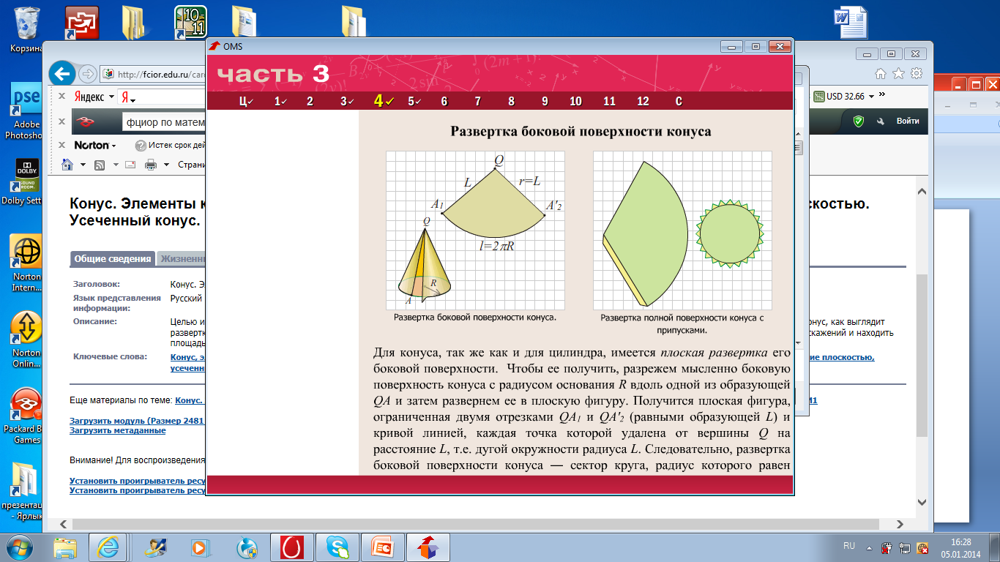 Корзина
Adobe
Photosho
Dolby Sett
Norton
Intern...
Norton
Onlin...
Packard B
Games
презентац
- Ярлык
10-
11
OMS
часть 3
Ц✓ 1✓ 2 3✓ 4✓ 5✓ 6 7 8 9 10 11 12 С
http://fcior.edu.ru/card
Яндекс Я
USD 32.66 »
фциор по матем
Войти
Norton
Истек срок дей
Страни
Развертка боковой поверхности конуса
Q
L
r=L
A1
A'2
Q
l=2πR
R
A
Развертка боковой поверхности конуса.
Развертка полной поверхности конуса с
припусками.
Для конуса, так же как и для цилиндра, имеется плоская развертка его
боковой поверхности. Чтобы ее получить, разрежем мысленно боковую
поверхность конуса с радиусом основания R вдоль одной из образующей
QA и затем развернем ее в плоскую фигуру. Получится плоская фигура,
ограниченная двумя отрезками QA1 и QA'2 (равными образующей L) и
кривой линией, каждая точка которой удалена от вершины Q на
расстояние L, т.е. дугой окружности радиуса L. Следовательно, развертка
боковой поверхности конуса — сектор круга, радиус которого равен
Конус. Элементы к
скостью.
Усеченный конус.
Общие сведения
Жизненны
Заголовок: Конус. Э
Язык представления Русский
информации:
Описание: Целью и
онус, как выглядит
развертк
скажений и находить
площадь
Ключевые слова: Конус, э
ие плоскостью,
усеченн
Еще материалы по теме: Конус.
М1
Загрузить модуль (Размер 2481
Загрузить метаданные
Внимание! Для воспроизведения
Установить проигрыватель ресу
Установить проигрыватель ресу
RU
16:28
05.01.2014